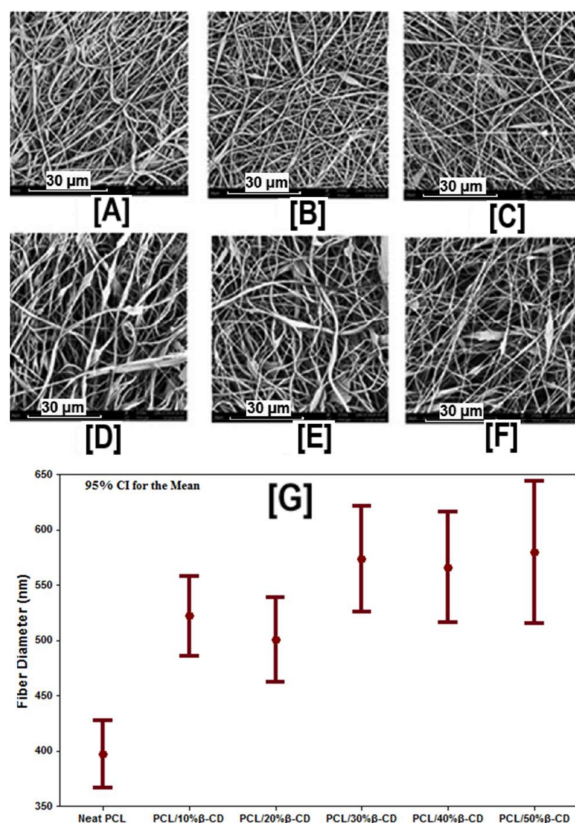 30 µm
30 µm
30 µm
[A]
[B]
[C]
30 µm
30 µm
30 µm
[D]
[E]
[F]
95% CI for the Mean
[G]
Fiber Diameter (nm)
650
600
550
500
450
400
350
Neat PCL
PCL/10%β-CD
PCL/20%β-CD
PCL/30%β-CD
PCL/40%β-CD
PCL/50%β-CD